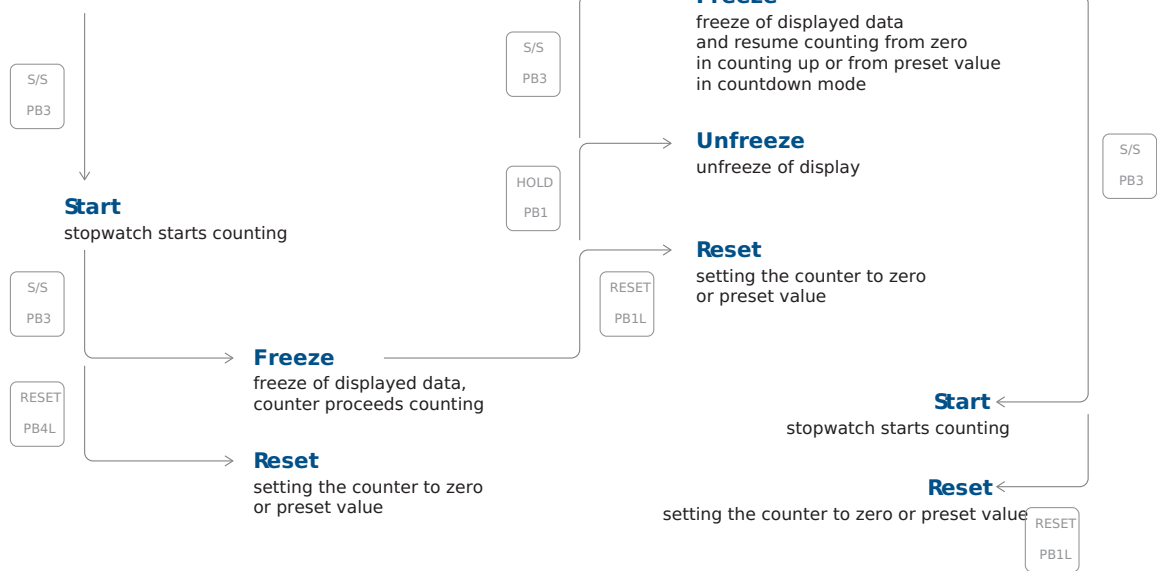 Freeze
freeze of displayed data
and resume counting from zero
in counting up or from preset value
in countdown mode
S/S
PB3
S/S
PB3
Unfreeze
unfreeze of display
S/S
PB3
HOLD
PB1
Start
stopwatch starts counting
Reset
setting the counter to zero
or preset value
S/S
PB3
RESET
PB1L
Freeze
freeze of displayed data,
counter proceeds counting
RESET
PB4L
Start
stopwatch starts counting
Reset
setting the counter to zero
or preset value
Reset
setting the counter to zero or preset value
RESET
PB1L